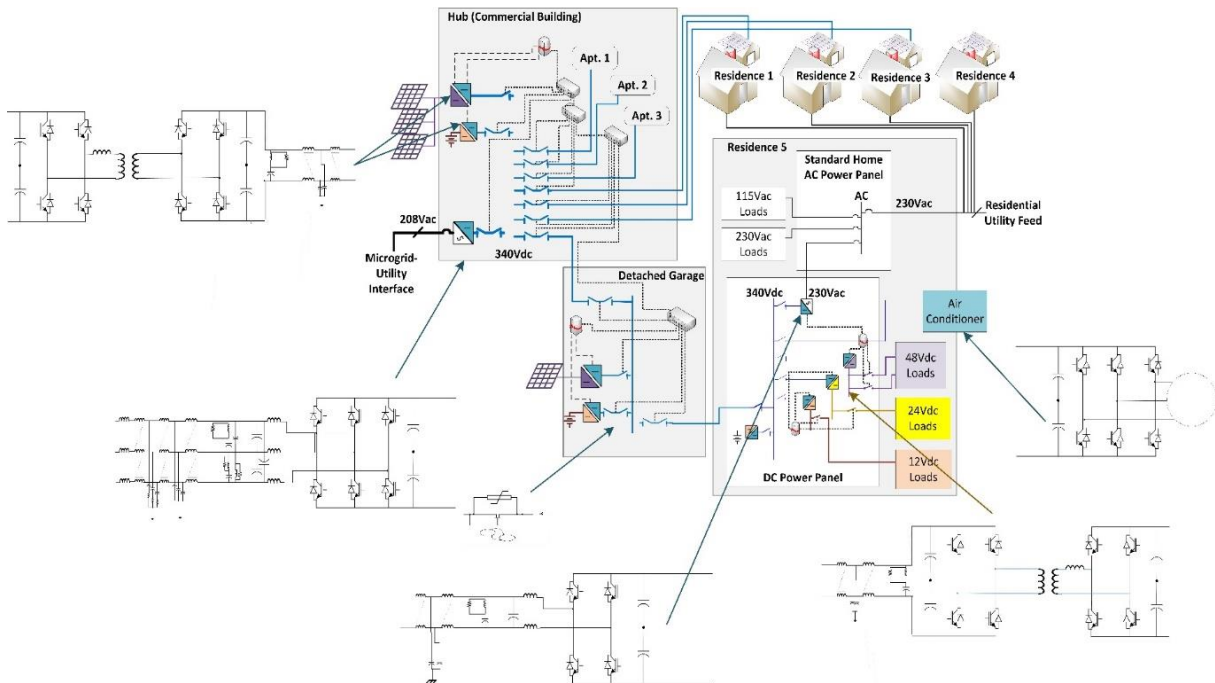 Hub (Commercial Building)
Apt. 1
Apt. 2
Apt. 3
Residence 1
Residence 2
Residence 3
Residence 4
Residence 5
Standard Home
AC Power Panel
AC
115Vac
Loads
230Vac
230Vac
Loads
Residential
Utility Feed
208Vac
Microgrid-
Utility
Interface
340Vdc
Detached Garage
340Vdc
230Vac
Air
Conditioner
48Vdc
Loads
24Vdc
Loads
12Vdc
Loads
DC Power Panel